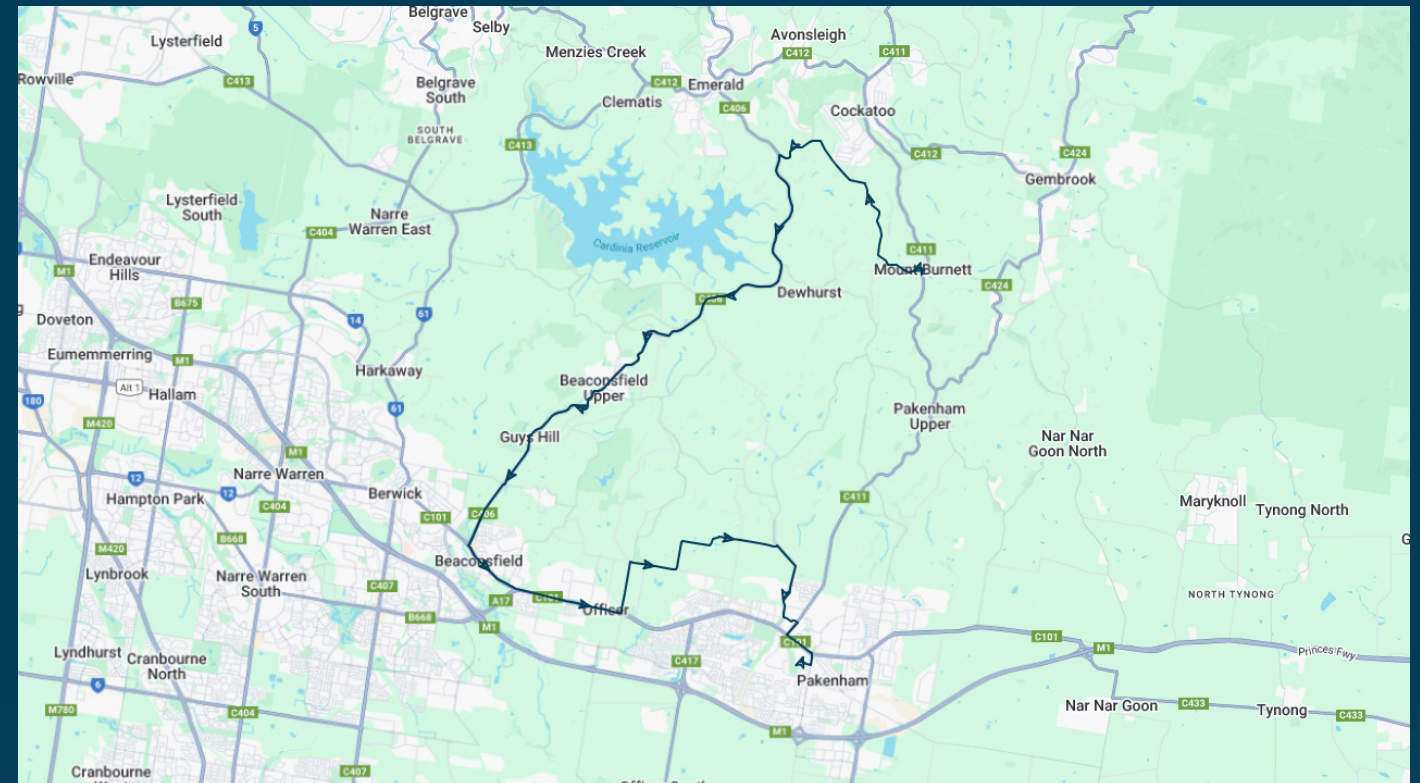 Belgrave
Selby
5
Lysterfield
Menzies Creek
Avonsleigh
C412
C411
Rowville
C413
Belgrave
South
C412
Emerald
Clematis
C406
Cockatoo
SOUTH
BELGRAVE
C413
C412
C424
Gembrook
Lysterfield
South
Narre
Warren East
C404
Cardinia Reservoir
C411
Mount Burnett
Endeavour
Hills
M1
C424
Dewhurst
B675
61
14
Doveton
Eumemmerring
M1
Harkaway
Alt 1
Hallam
Beaconsfield
Upper
180
61
Pakenham
Upper
M420
Guys Hill
Nar Nar
Goon North
M1
Narre Warren
12
12
Berwick
Hampton Park
C404
C411
Maryknoll
Tynong North
C101
C406
B668
M420
Beaconsfield
Lynbrook
Narre Warren
South
C407
A17
Officer
NORTH TYNONG
B668
M1
C101
C101
M1
Princes Fwy
Lyndhurst
Cranbourne
North
C417
Pakenham
6
M780
C404
Nar Nar Goon
C433
Tynong
C433
M1
Cranbourne
C407